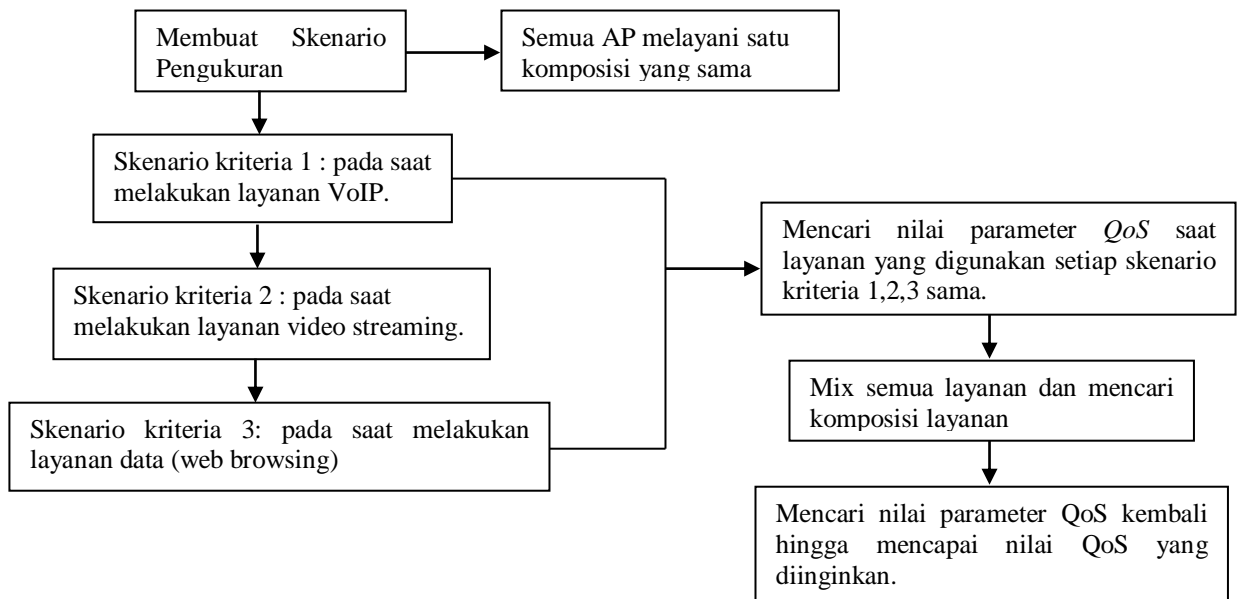 Membuat Skenario
Pengukuran
Semua AP melayani satu
komposisi yang sama
Skenario kriteria 1 : pada saat
melakukan layanan VoIP.
Skenario kriteria 2 : pada saat
melakukan layanan video streaming.
Skenario kriteria 3: pada saat melakukan
layanan data (web browsing)
Mencari nilai parameter QoS saat
layanan yang digunakan setiap skenario
kriteria 1,2,3 sama.
Mix semua layanan dan mencari
komposisi layanan
Mencari nilai parameter QoS kembali
hingga mencapai nilai QoS yang
diinginkan.